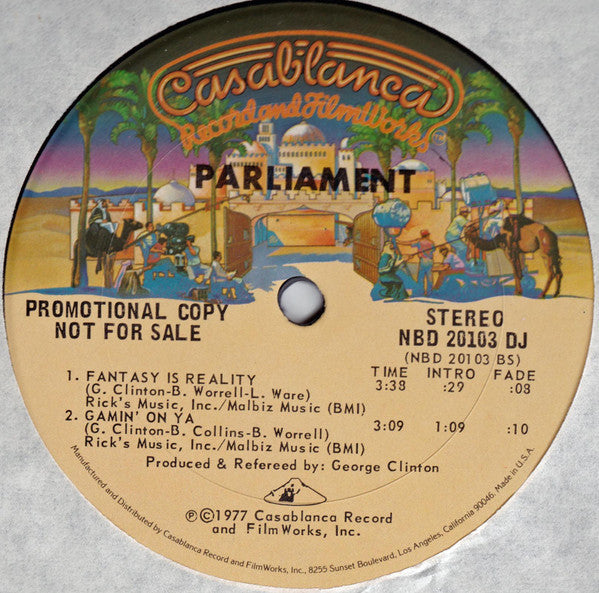 Casablanca
Record and FilmWorks
PARLIAMENT
PROMOTIONAL COPY
NOT FOR SALE
STEREO
NBD 20103 DJ
(NBD 20103 BS)
TIME INTRO FADE
1. FANTASY IS REALITY 3:38 :29 :08
(G. Clinton-B. Worrell-L. Ware)
Rick's Music, Inc./Malbiz Music (BMI)
2. GAMIN' ON YA 3:09 1:09 :10
(G. Clinton-B. Collins-B. Worrell)
Rick's Music, Inc./Malbiz Music (BMI)
Produced & Refereed by: George Clinton
℗©1977 Casablanca Record
and FilmWorks, Inc.
Manufactured and Distributed by Casablanca Record and FilmWorks, Inc., 8255 Sunset Boulevard, Los Angeles, California 90046. Made in U.S.A.